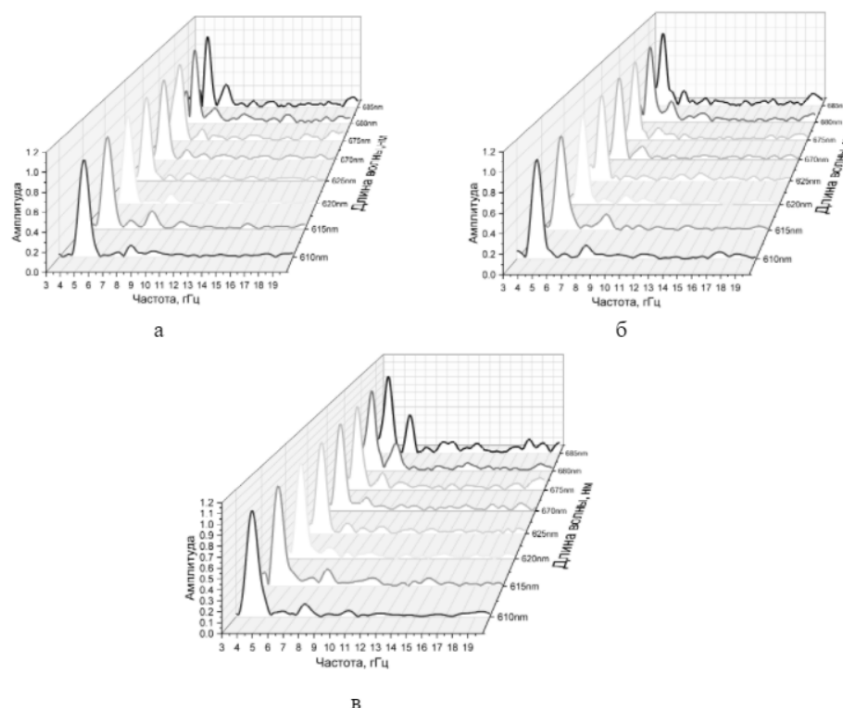 1.2
1.0
0.8
0.6
0.4
0.2
0.0
Амплитуда
3 4 5 6 7 8 9 10 11 12 13 14 15 16 17 18 19
Частота, гГц
685nm
680nm
675nm
670nm
625nm
620nm
615nm
610nm
Длина волны,
а
1.2
1.0
0.8
0.6
0.4
0.2
0.0
Амплитуда
3 4 5 6 7 8 9 10 11 12 13 14 15 16 17 18 19
Частота, гГц
680nm
675nm
670nm
625nm
620nm
615nm
610nm
Длина волны,
б
1.2
1.1
1.0
0.9
0.8
0.7
0.6
0.5
0.4
0.3
0.2
0.1
0.0
Амплитуда
3 4 5 6 7 8 9 10 11 12 13 14 15 16 17 18 19
Частота, гГц
685nm
680nm
675nm
670nm
625nm
620nm
615nm
610nm
Длина волны, нм
в